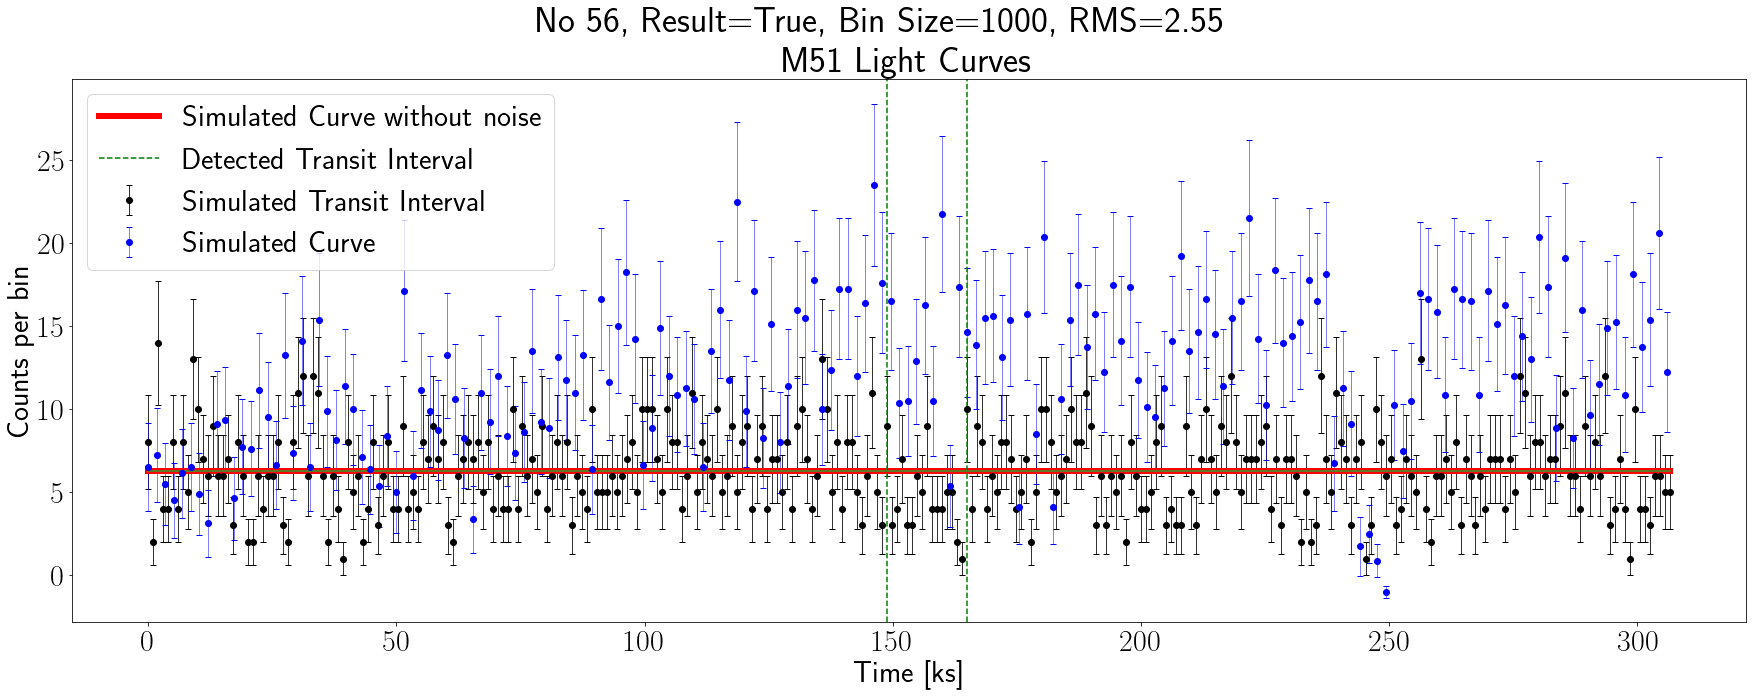 No 56, Result=True, Bin Size=1000, RMS=2.55
M51 Light Curves
Simulated Curve without noise
Detected Transit Interval
Simulated Transit Interval
Simulated Curve
Counts per bin
25
20
15
10
5
0
0 50 100 150 200 250 300
Time [ks]